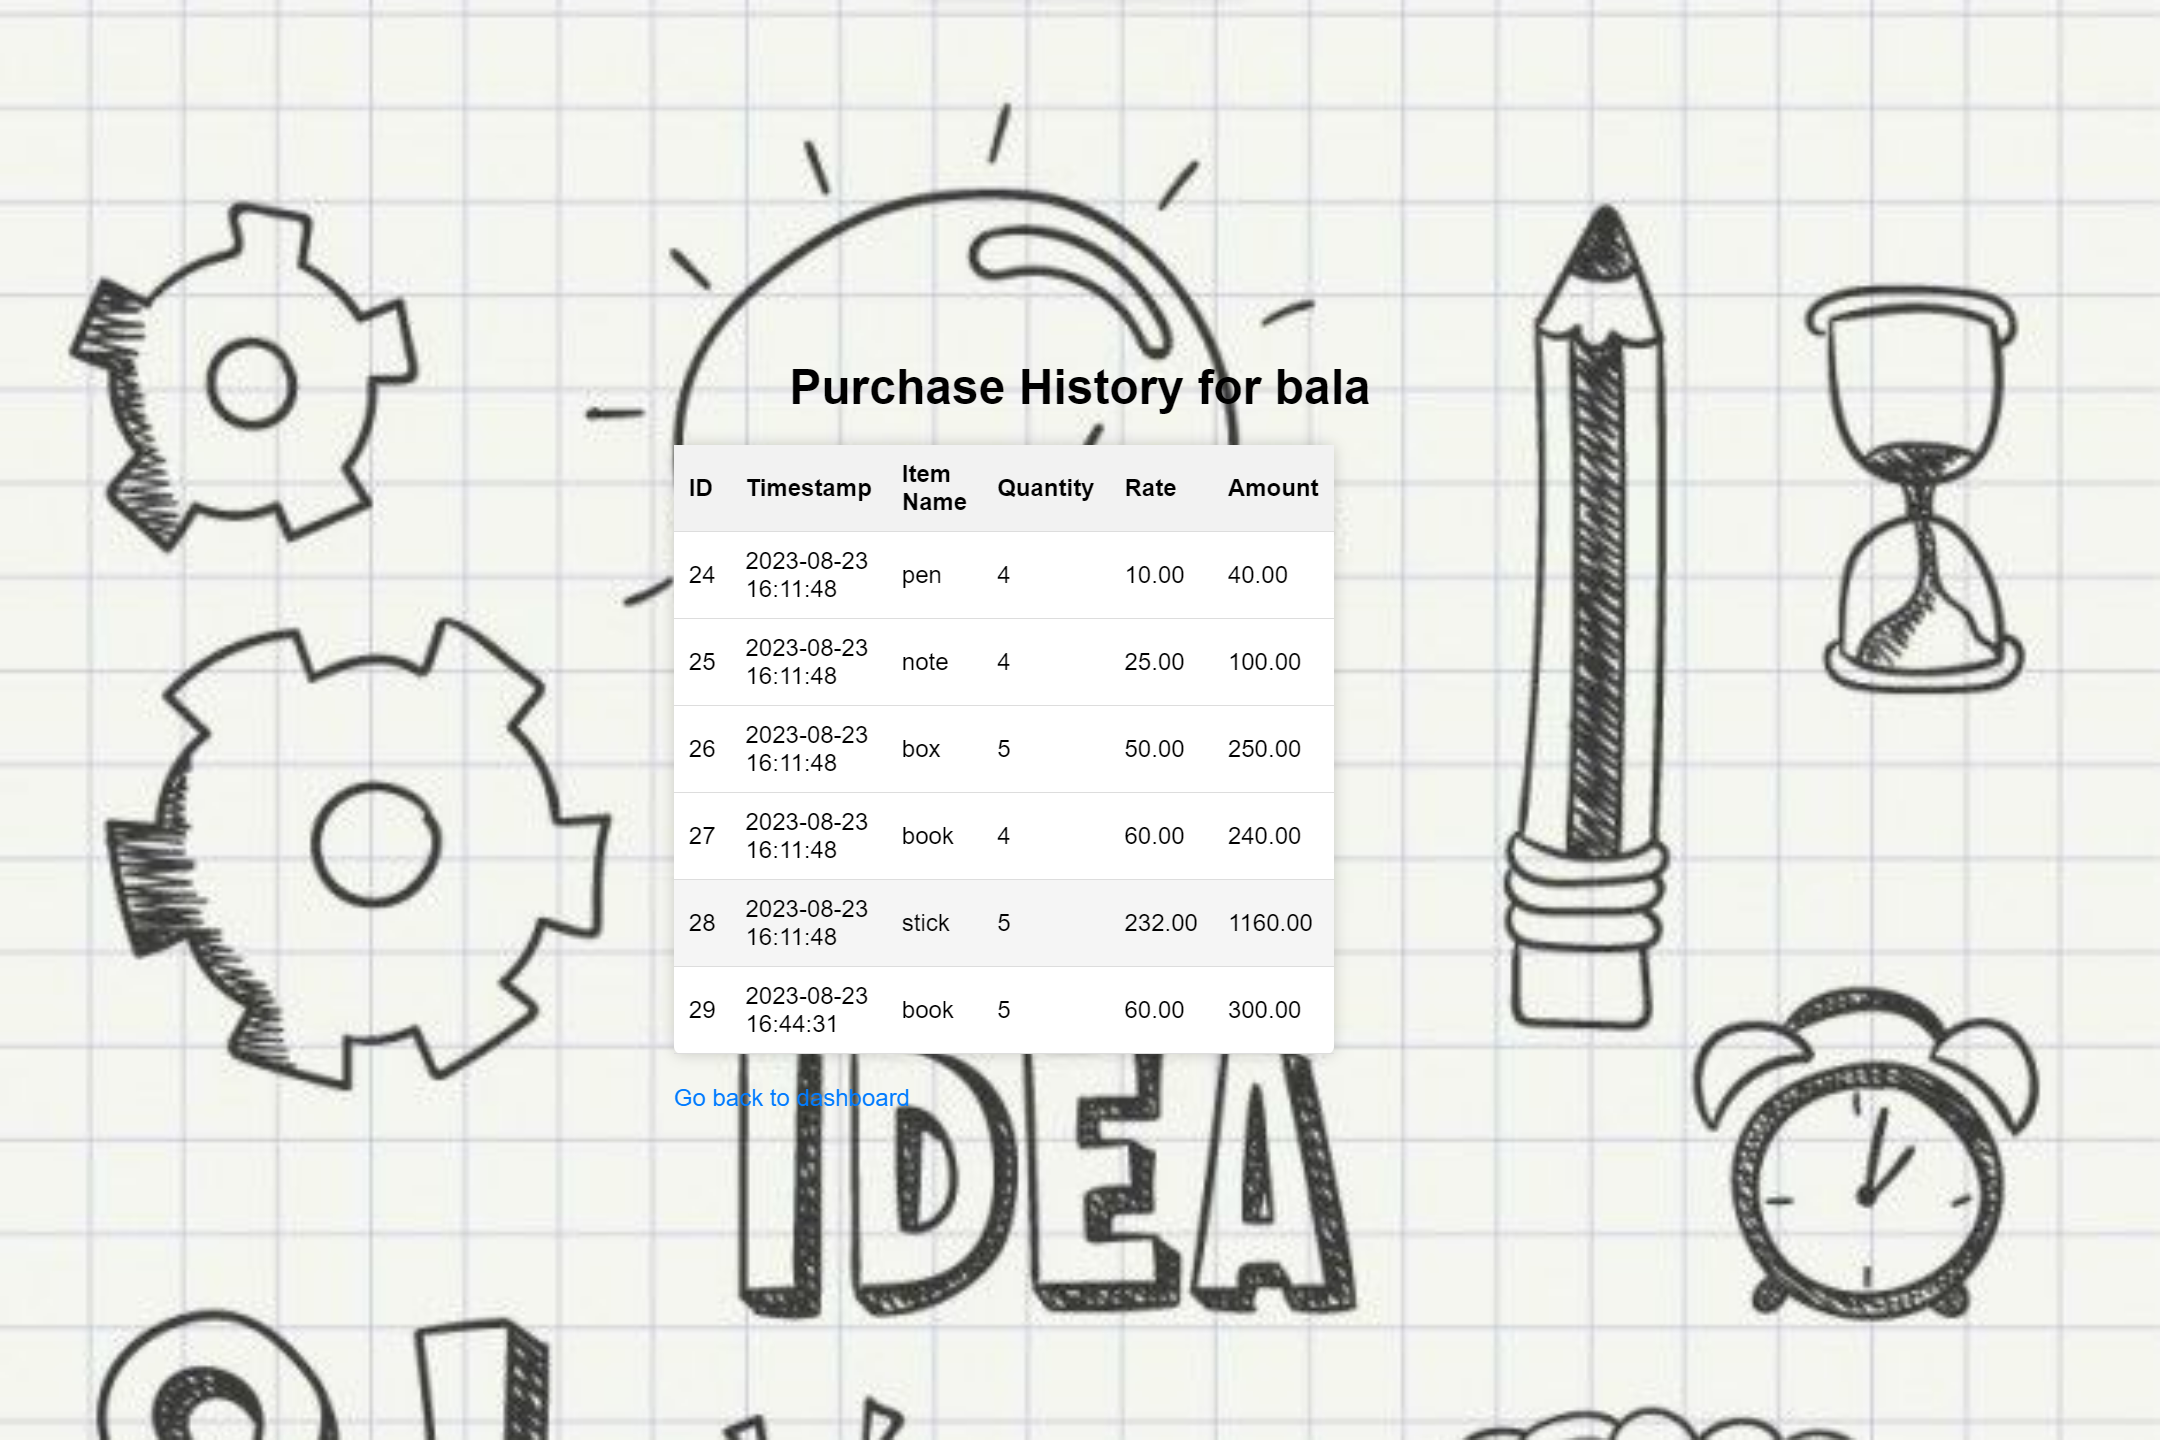 Purchase History for bala
ID Timestamp Item Name Quantity Rate Amount
24 2023-08-23 16:11:48 pen 4 10.00 40.00
25 2023-08-23 16:11:48 note 4 25.00 100.00
26 2023-08-23 16:11:48 box 5 50.00 250.00
27 2023-08-23 16:11:48 book 4 60.00 240.00
28 2023-08-23 16:11:48 stick 5 232.00 1160.00
29 2023-08-23 16:44:31 book 5 60.00 300.00
Go back to dashboard
IDEA